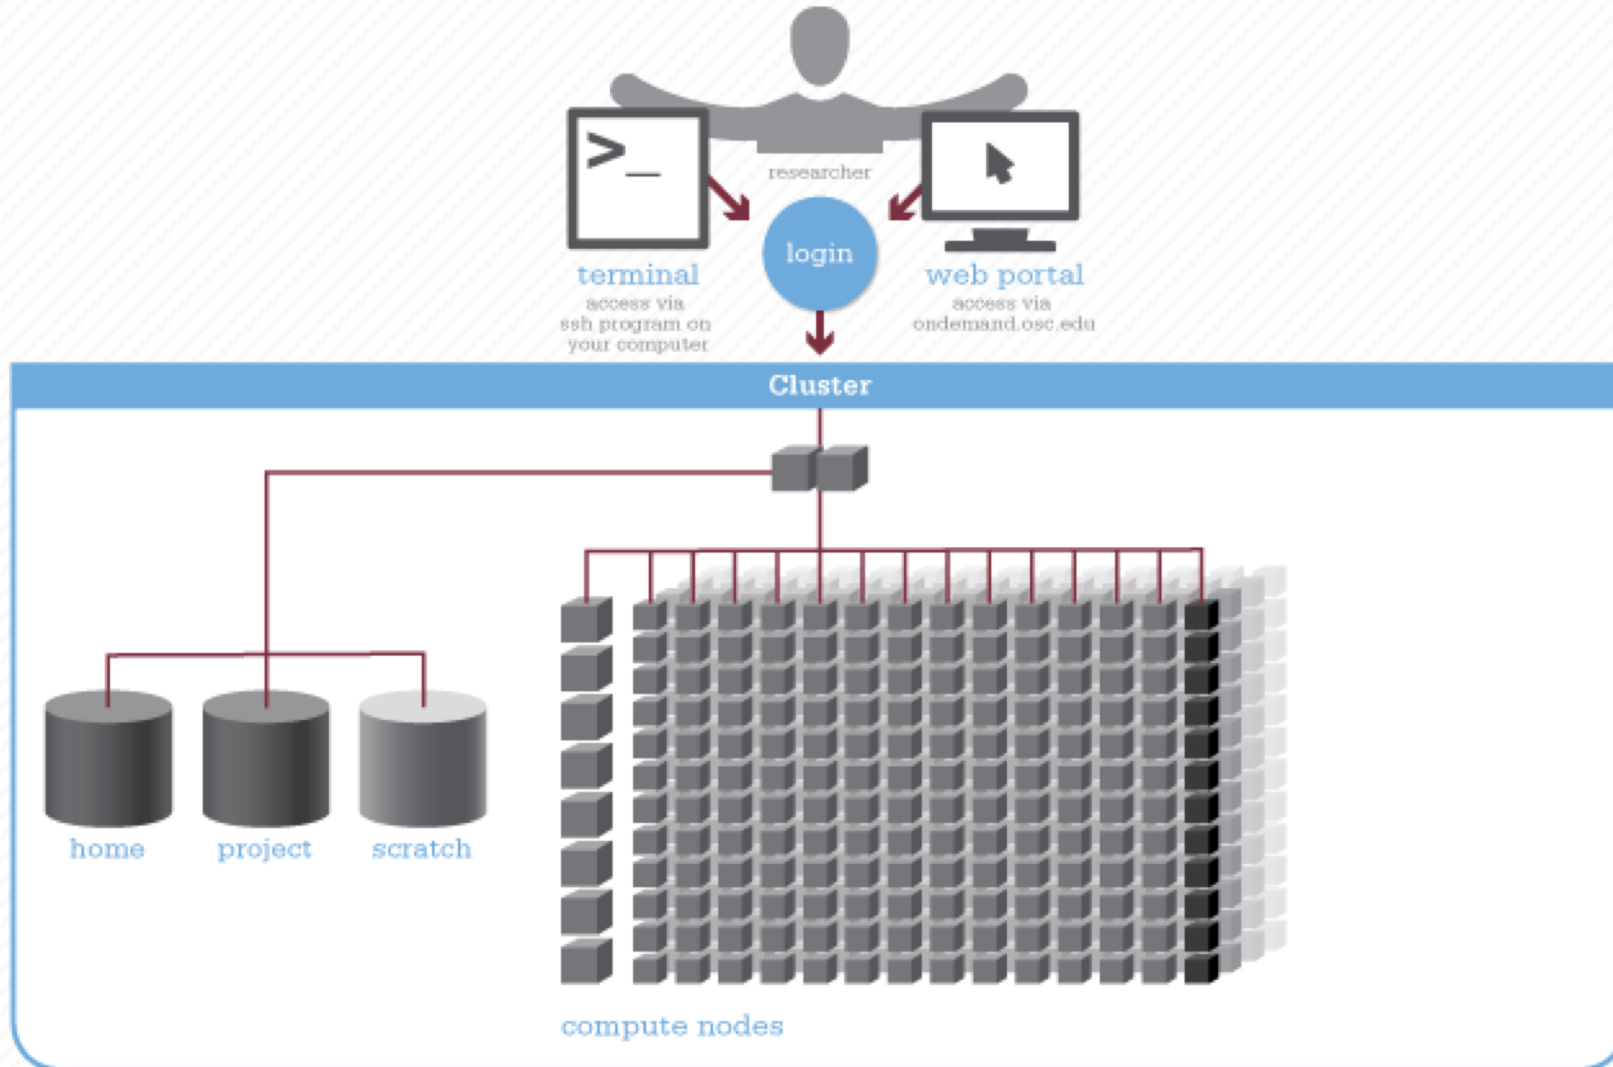 >_
researcher
login
terminal
access via
ssh program on
your computer
web portal
access via
ondemand.osc.edu
Cluster
home
project
scratch
compute nodes